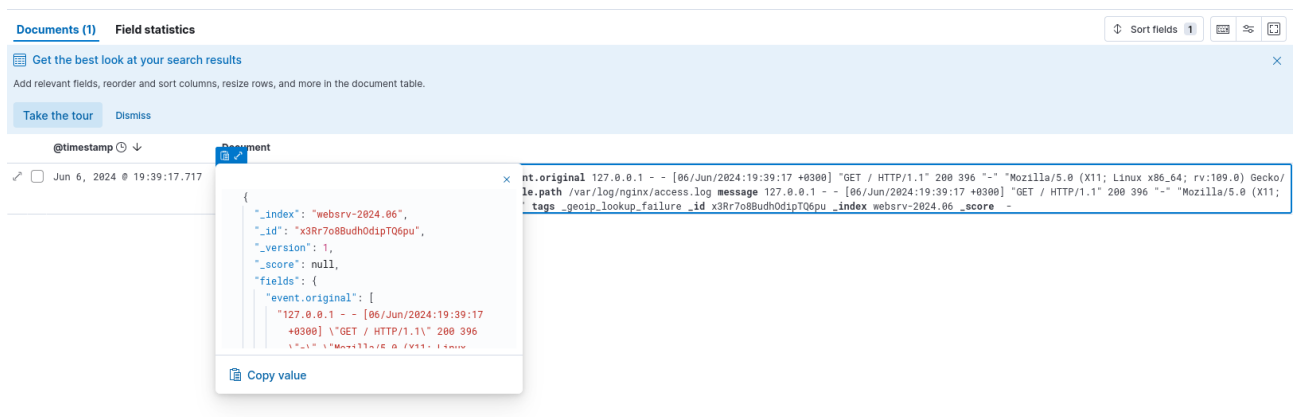 Documents (1) Field statistics Sort fields 1
Get the best look at your search results
Add relevant fields, reorder and sort columns, resize rows, and more in the document table.
Take the tour Dismiss
@timestamp Document
Jun 6, 2024 @ 19:39:17.717
nt.original 127.0.0.1 - - [06/Jun/2024:19:39:17 +0300] "GET / HTTP/1.1" 200 396 "-" "Mozilla/5.0 (X11; Linux x86_64; rv:109.0) Gecko/
le.path /var/log/nginx/access.log message 127.0.0.1 - - [06/Jun/2024:19:39:17 +0300] "GET / HTTP/1.1" 200 396 "-" "Mozilla/5.0 (X11;
" tags _geoip_lookup_failure _id x3Rr7o8BudhOdipTQ6pu _index websrv-2024.06 _score -
{
"_index": "websrv-2024.06",
"_id": "x3Rr7o8BudhOdipTQ6pu",
"_version": 1,
"_score": null,
"fields": {
"event.original": [
"127.0.0.1 - - [06/Jun/2024:19:39:17
+0300] \"GET / HTTP/1.1\" 200 396
\"-\" \"Mozilla/5.0 (X11; Linux
Copy value